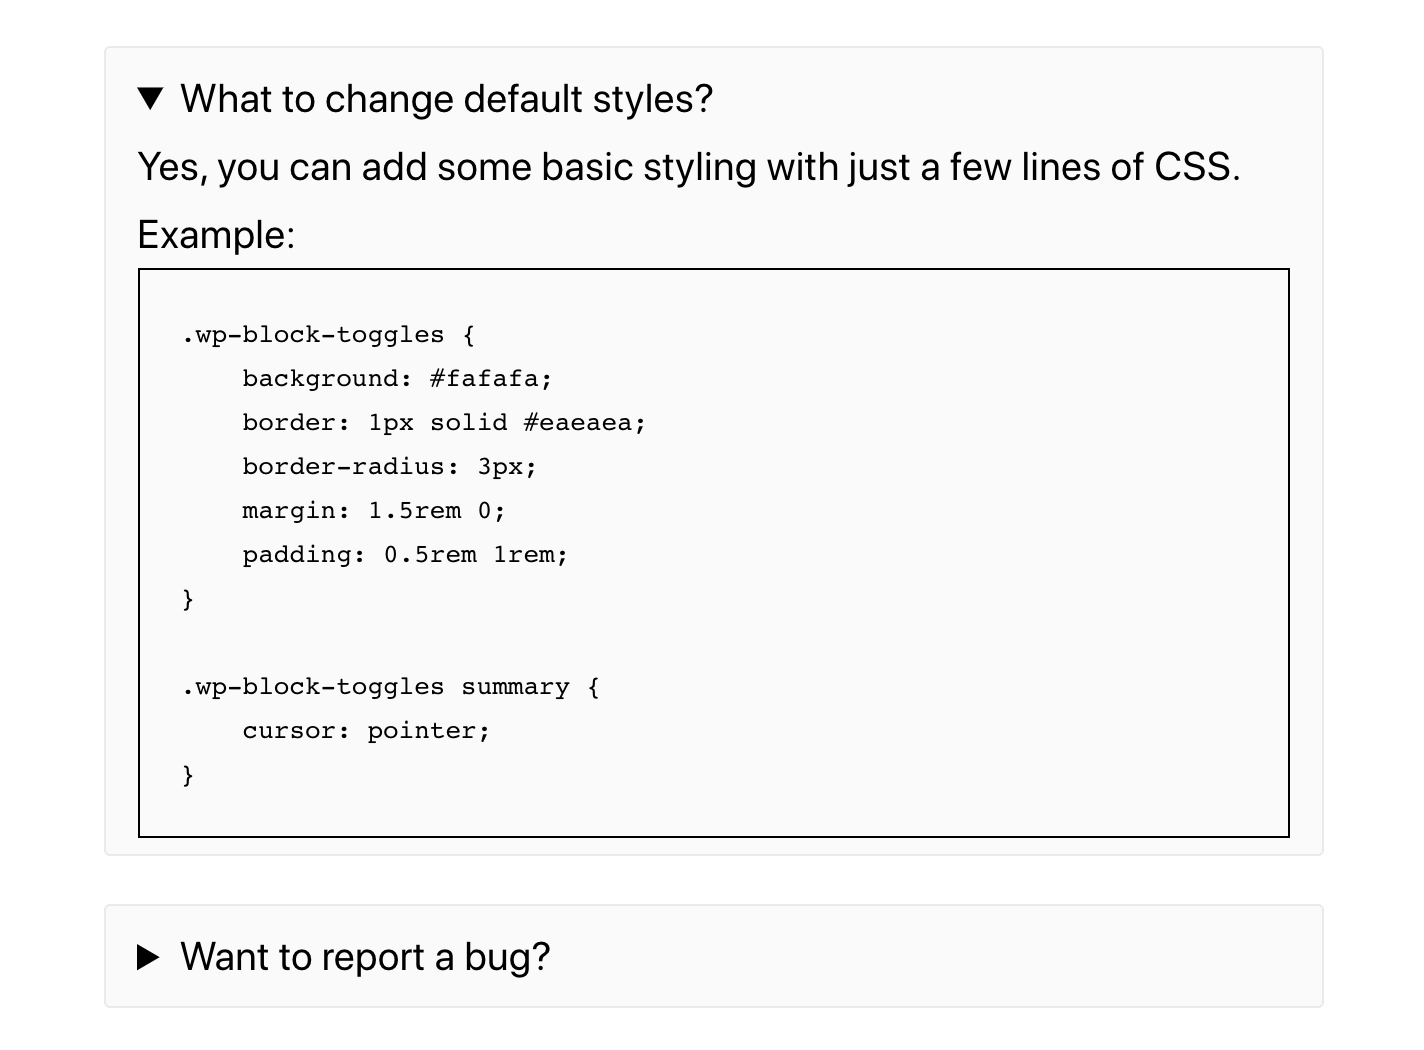 What to change default styles?
Yes, you can add some basic styling with just a few lines of CSS.
Example:
.wp-block-toggles {
    background: #fafafa;
    border: 1px solid #eaeaea;
    border-radius: 3px;
    margin: 1.5rem 0;
    padding: 0.5rem 1rem;
}

.wp-block-toggles summary {
    cursor: pointer;
}
Want to report a bug?